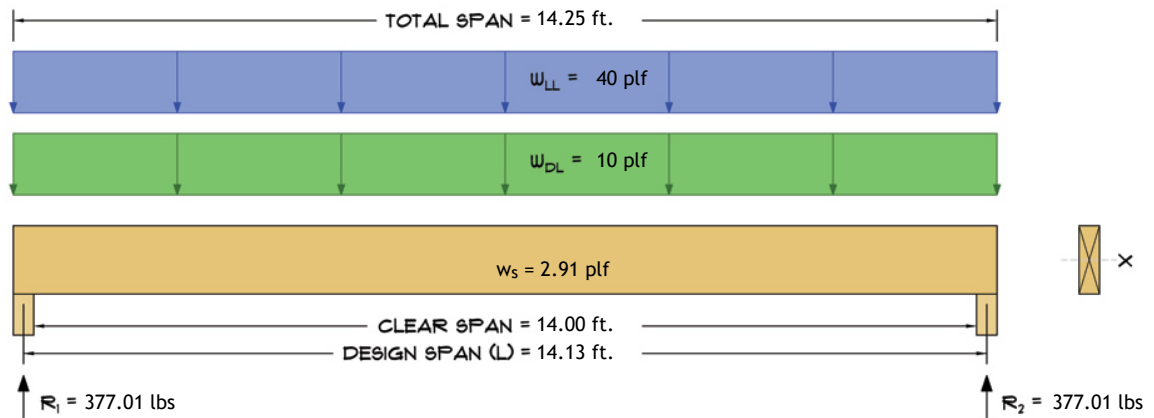 TOTAL SPAN = 14.25 ft.
WLL = 40 plf
WDL = 10 plf
ws = 2.91 plf
X
CLEAR SPAN = 14.00 ft.
DESIGN SPAN (L) = 14.13 ft.
R1 = 377.01 lbs
R2 = 377.01 lbs